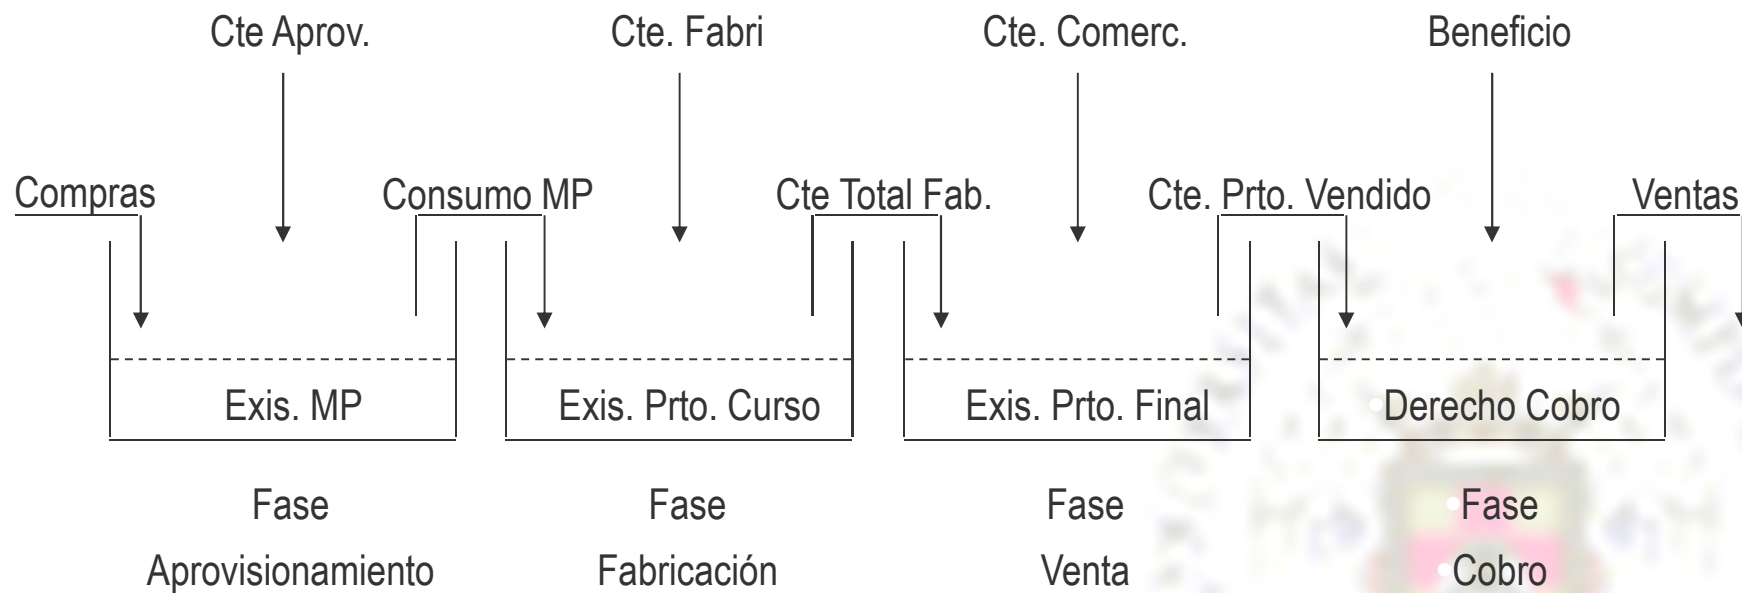 Cte Aprov.
Cte. Fabri
Cte. Comerc.
Beneficio
Compras
Consumo MP
Cte Total Fab.
Cte. Prto. Vendido
Ventas
Exis. MP
Exis. Prto. Curso
Exis. Prto. Final
•Derecho Cobro
Fase
Aprovisionamiento
Fase
Fabricación
Fase
Venta
•Fase
•Cobro